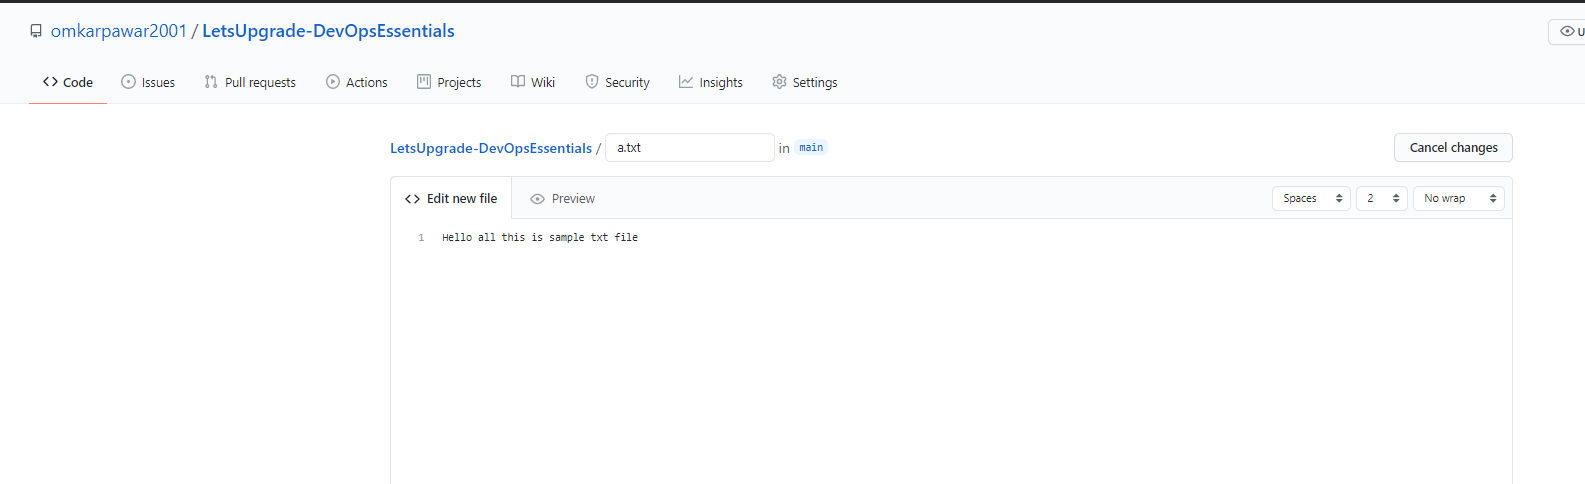 omkarpawar2001 / LetsUpgrade-DevOpsEssentials
U
Code Issues Pull requests Actions Projects Wiki Security Insights Settings
LetsUpgrade-DevOpsEssentials / a.txt in main Cancel changes
Edit new file Preview Spaces 2 No wrap
1 Hello all this is sample txt file